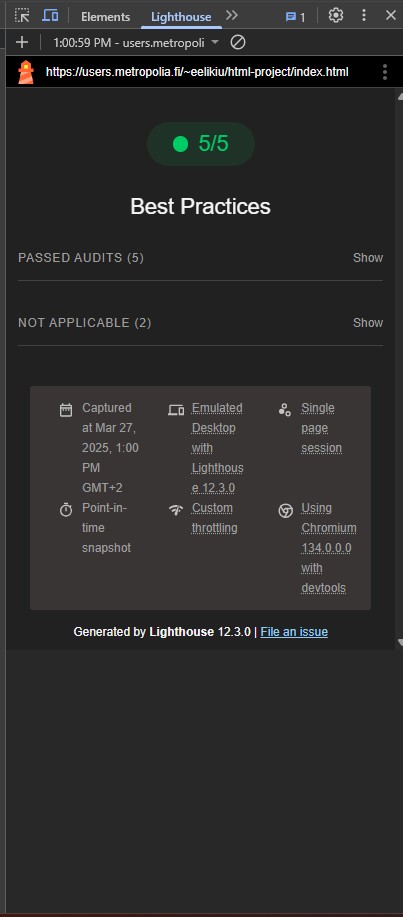 Elements
Lighthouse
1
1:00:59 PM - users.metropoli
https://users.metropolia.fi/~eelikiu/html-project/index.html
5/5
Best Practices
PASSED AUDITS (5)
Show
NOT APPLICABLE (2)
Show
Captured
at Mar 27,
2025, 1:00
PM
GMT+2
Emulated
Desktop
with
Lighthous
e 12.3.0
Single
page
session
Point-in-
time
snapshot
Custom
throttling
Using
Chromium
134.0.0.0
with
devtools
Generated by Lighthouse 12.3.0 | File an issue